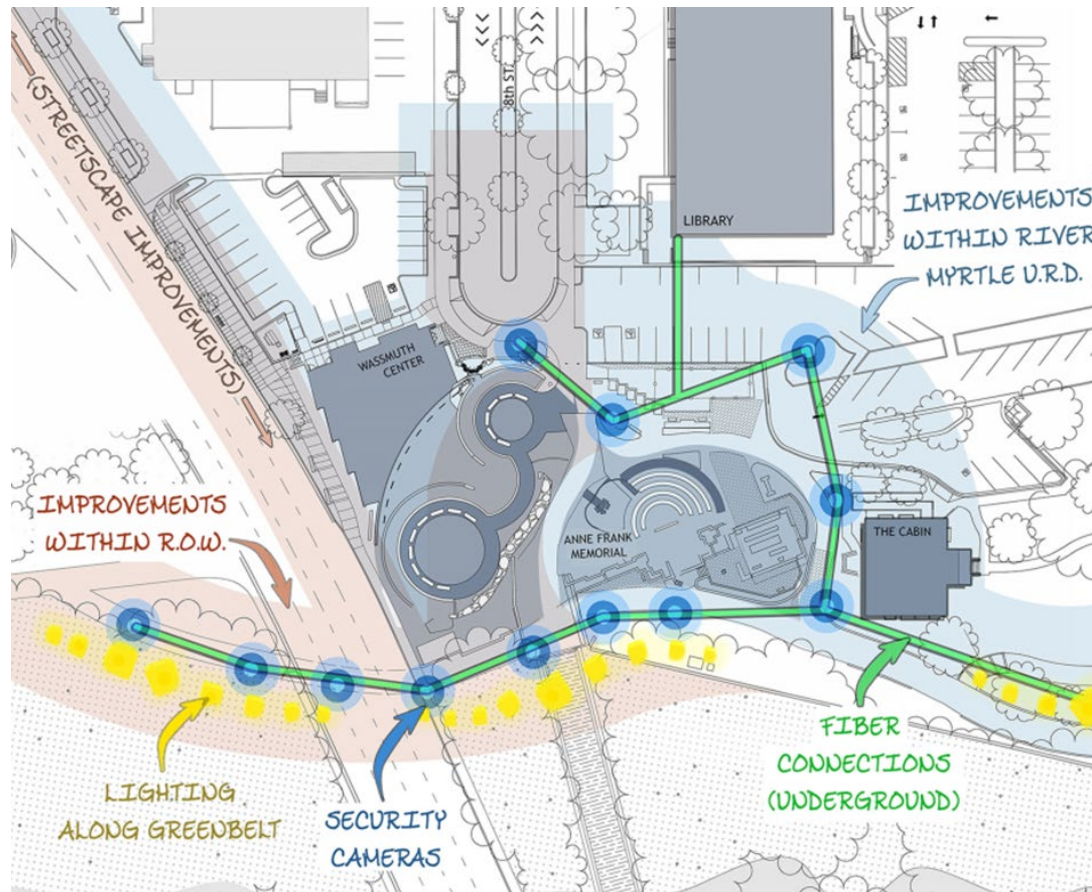 8th ST.
(STREETSCAPE IMPROVEMENTS)
LIBRARY
IMPROVEMENTS
WITHIN RIVER
MYRTLE U.R.D.
WASSMUTH
CENTER
IMPROVEMENTS
WITHIN R.O.W.
ANNE FRANK
MEMORIAL
THE CABIN
LIGHTING
ALONG GREENBELT
SECURITY
CAMERAS
FIBER
CONNECTIONS
(UNDERGROUND)